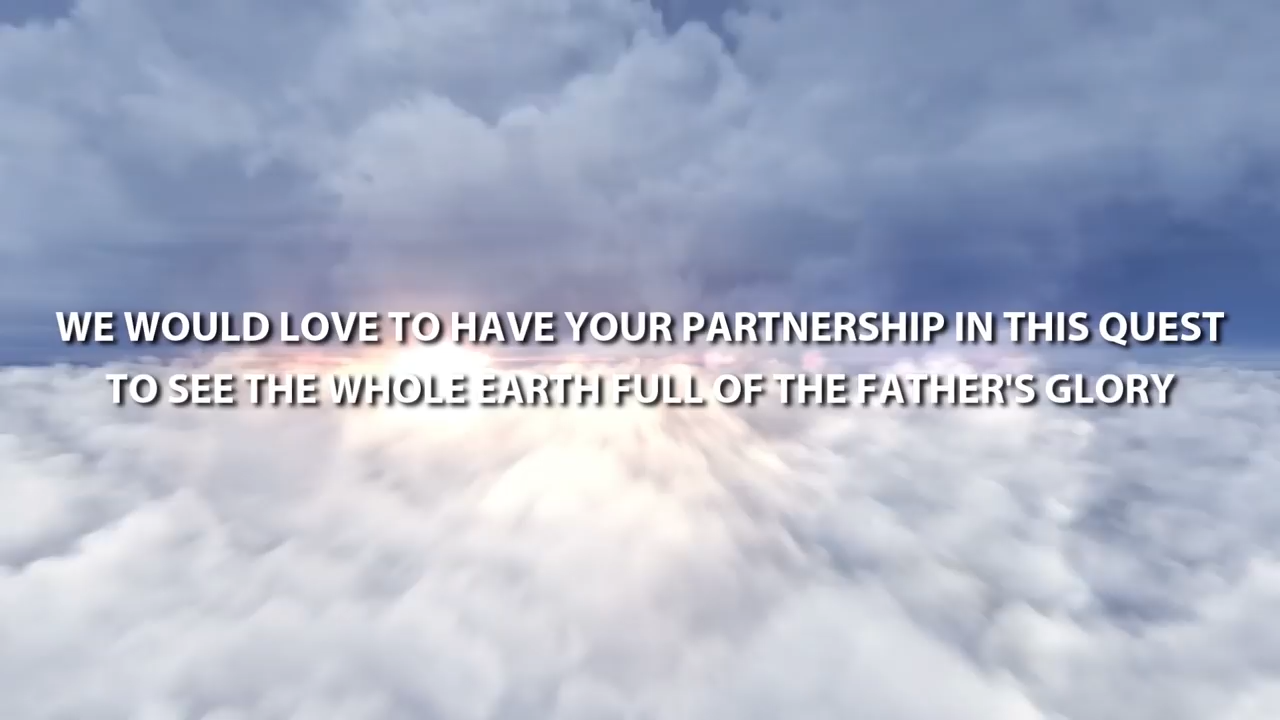 WE WOULD LOVE TO HAVE YOUR PARTNERSHIP IN THIS QUEST
TO SEE THE WHOLE EARTH FULL OF THE FATHER'S GLORY